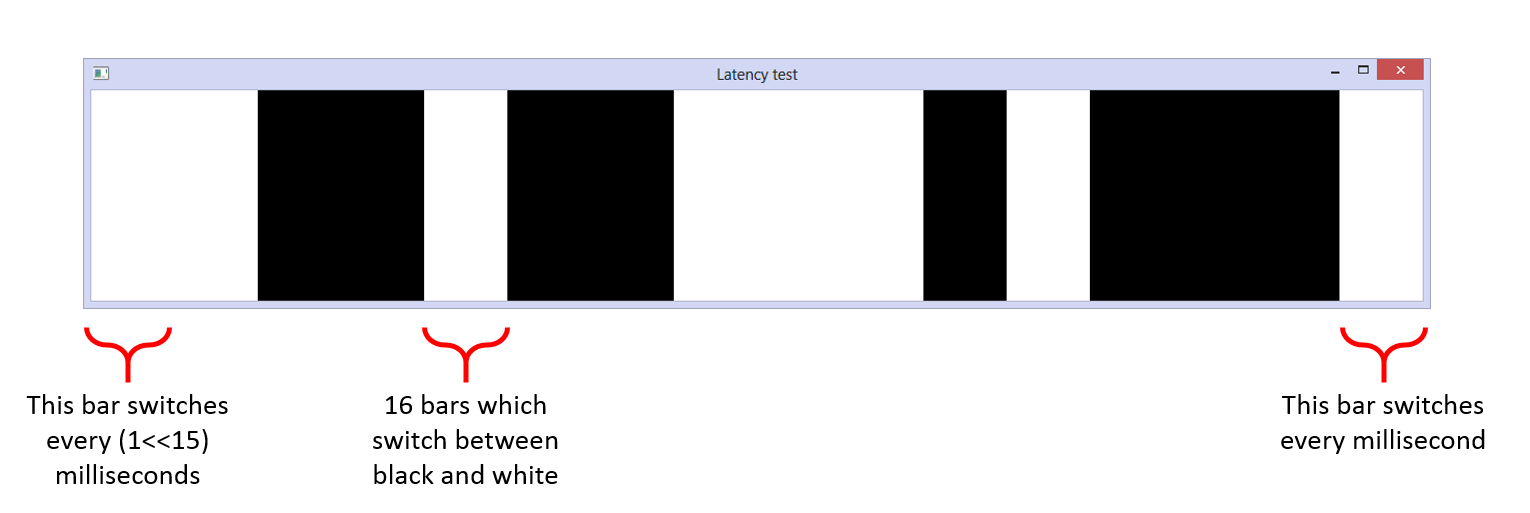 Latency test
This bar switches
every (1<<15)
milliseconds
16 bars which
switch between
black and white
This bar switches
every millisecond